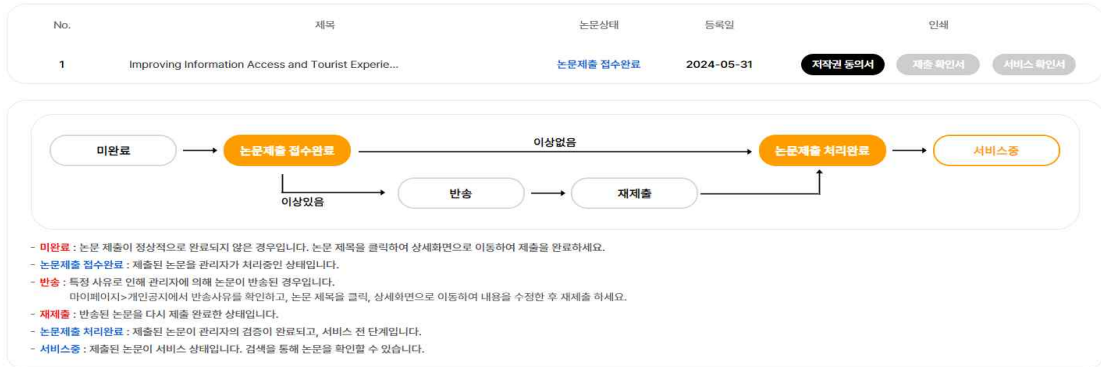 No. 제목 논문상태 등록일 인쇄
1 Improving Information Access and Tourist Experie... 논문제출 접수완료 2024-05-31 저작권 동의서 제출 확인서 서비스 확인서
미완료 논문제출 접수완료 이상없음 논문제출 처리완료 서비스중
이상있음 반송 재제출
- 미완료 : 논문 제출이 정상적으로 완료되지 않은 경우입니다. 논문 제목을 클릭하여 상세화면으로 이동하여 제출을 완료하세요.
- 논문제출 접수완료 : 제출된 논문을 관리자가 처리중인 상태입니다.
- 반송 : 특정 사유로 인해 관리자에 의해 논문이 반송된 경우입니다.
마이페이지>개인공지에서 반송사유를 확인하고, 논문 제목을 클릭, 상세화면으로 이동하여 내용을 수정한 후 재제출 하세요.
- 재제출 : 반송된 논문을 다시 제출 완료한 상태입니다.
- 논문제출 처리완료 : 제출된 논문이 관리자의 검증이 완료되고, 서비스 전 단계입니다.
- 서비스중 : 제출된 논문이 서비스 상태입니다. 검색을 통해 논문을 확인할 수 있습니다.